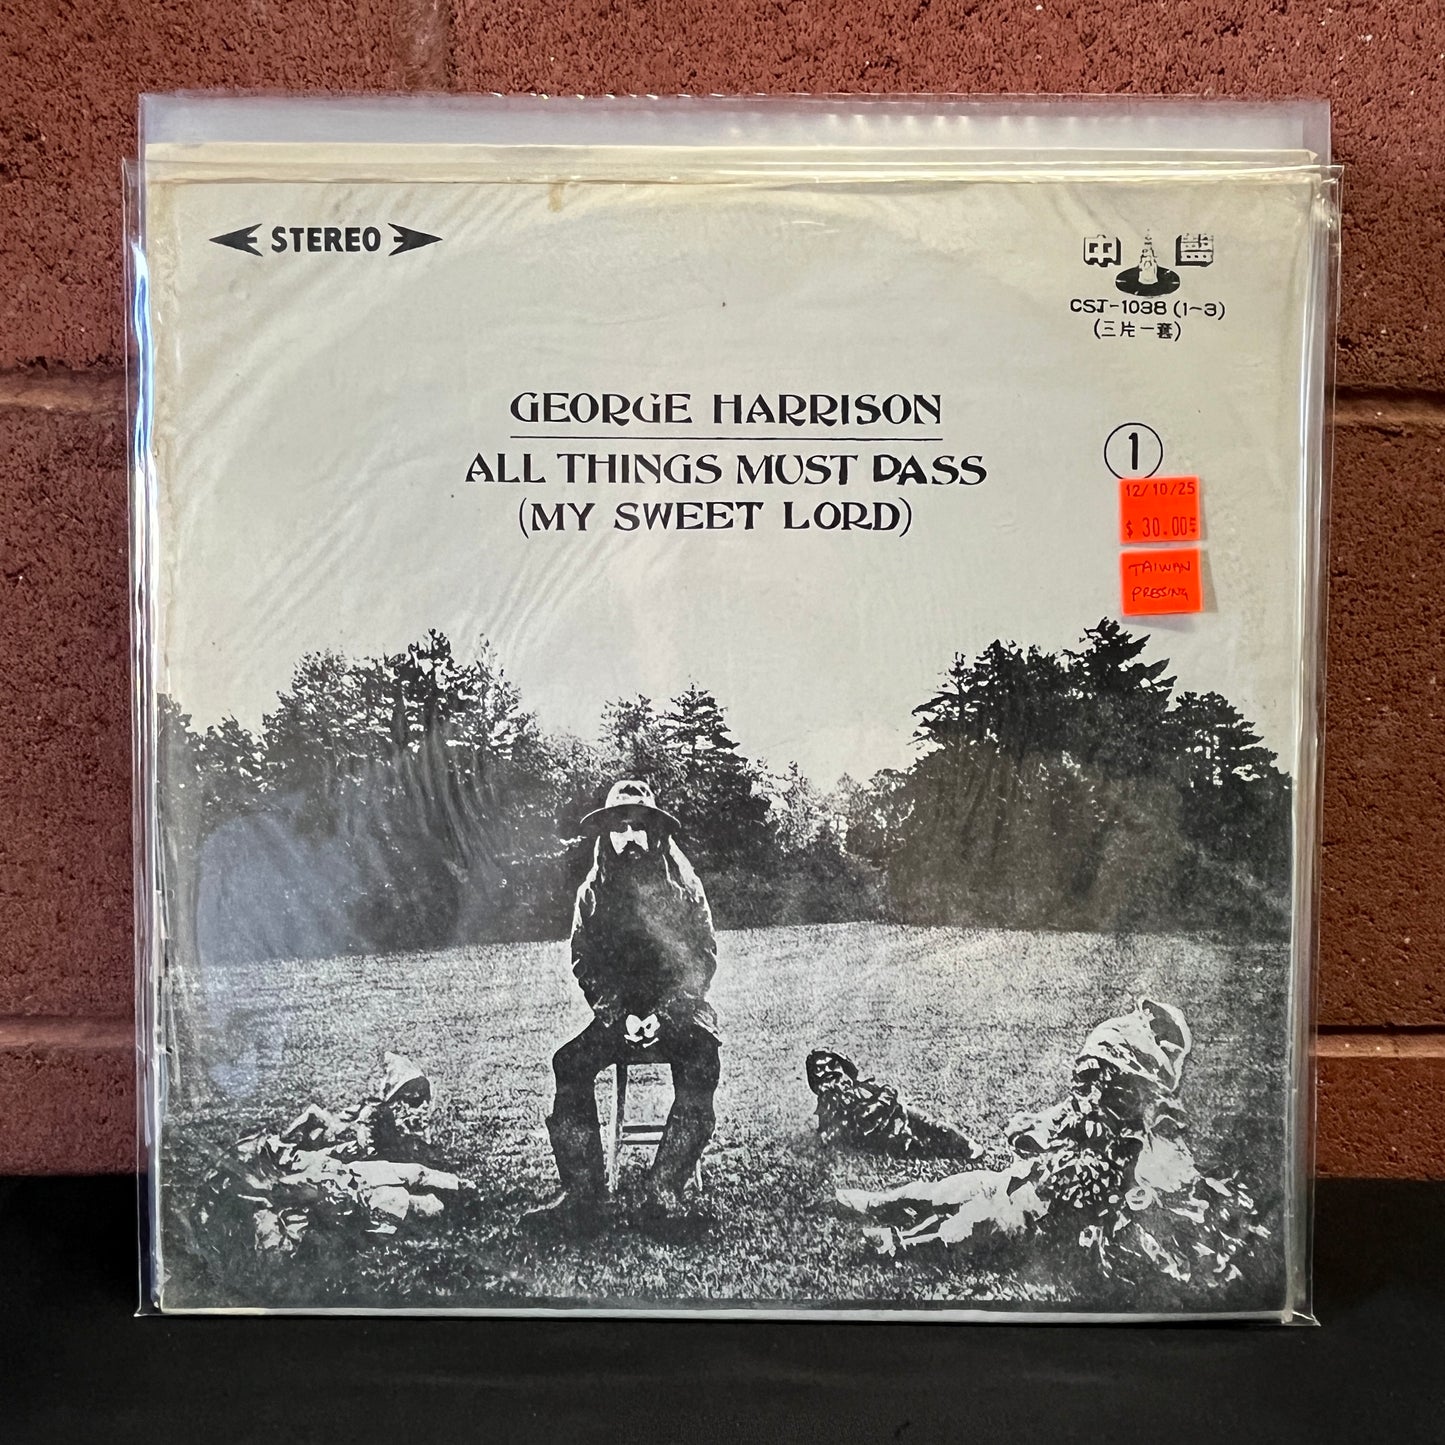 STEREO
中聲
CSJ-1038 (1~3)
(三片一套)
GEORGE HARRISON
ALL THINGS MUST PASS
(MY SWEET LORD)
1
12/10/25
$ 30.00
TAIWAN
PRESSING